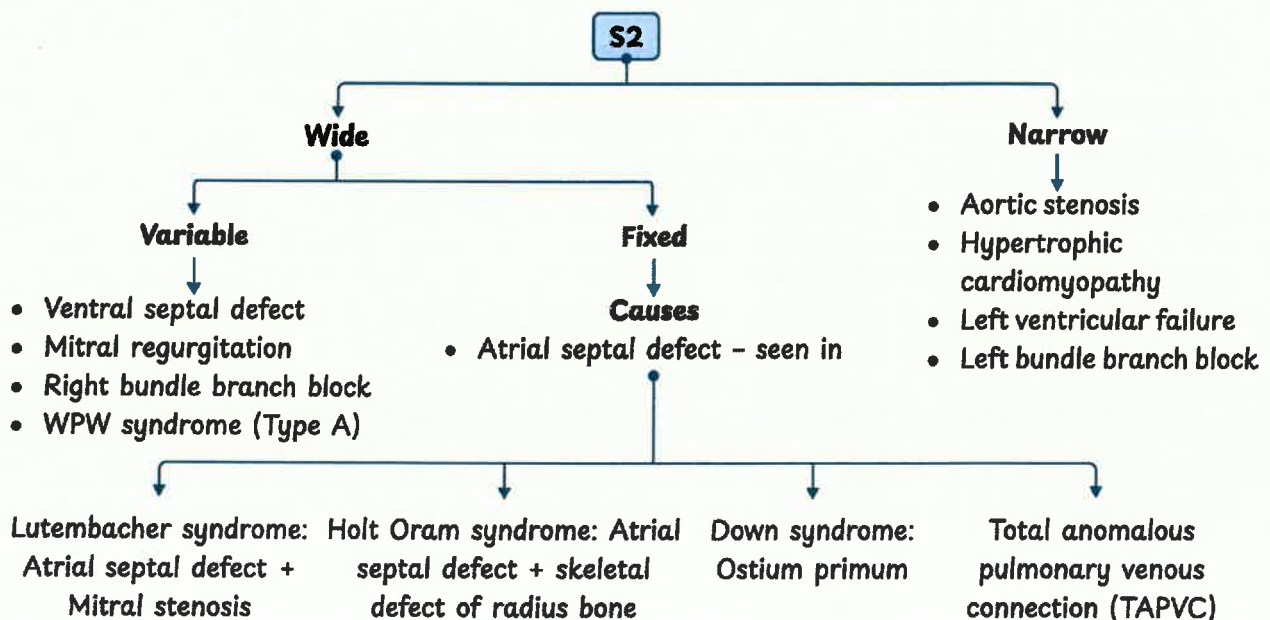 S2
Wide
Narrow
Variable
Fixed
Causes
• Ventral septal defect
• Mitral regurgitation
• Right bundle branch block
• WPW syndrome (Type A)
• Atrial septal defect – seen in
• Aortic stenosis
• Hypertrophic
cardiomyopathy
• Left ventricular failure
• Left bundle branch block
Lutembacher syndrome:
Atrial septal defect +
Mitral stenosis
Holt Oram syndrome: Atrial
septal defect + skeletal
defect of radius bone
Down syndrome:
Ostium primum
Total anomalous
pulmonary venous
connection (TAPVC)